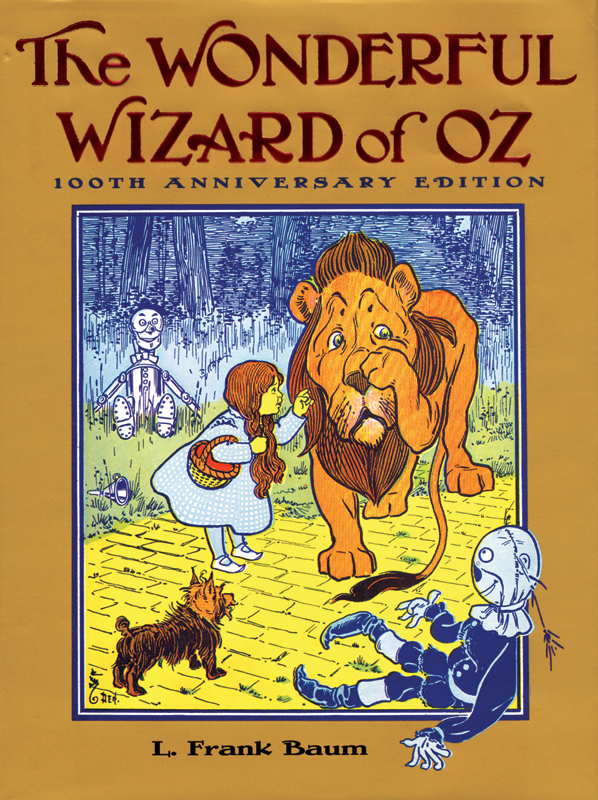 The WONDERFUL
WIZARD of OZ
100TH ANNIVERSARY EDITION
L. Frank Baum